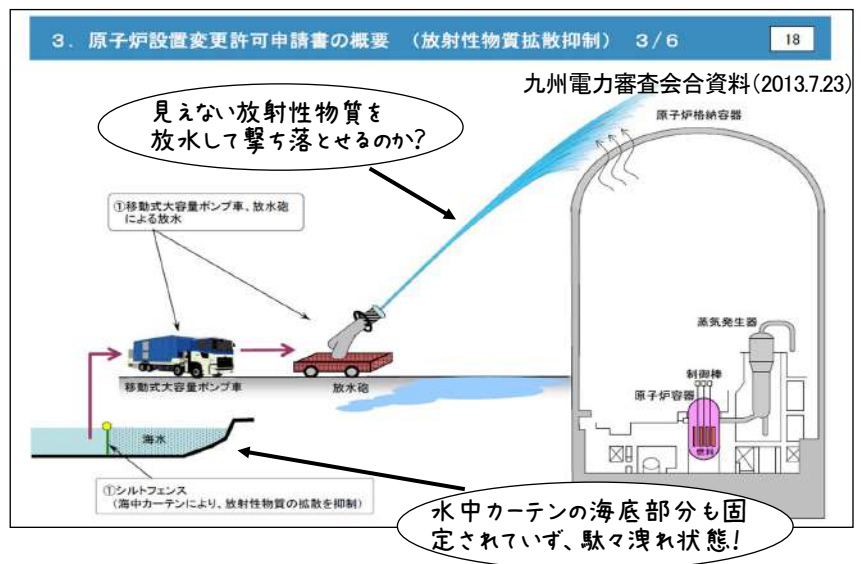 3. 原子炉設置変更許可申請書の概要 (放射性物質拡散抑制) 3/6
18
九州電力審査会合資料(2013.7.23)
見えない放射性物質を
放水して撃ち落とせるのか?
原子炉格納容器
①移動式大容量ポンプ車、放水砲
による放水
蒸気発生器
制御棒
原子炉容器
燃料
移動式大容量ポンプ車
放水砲
海水
①シルトフェンス
(海中カーテンにより、放射性物質の拡散を抑制)
水中カーテンの海底部分も固
定されていず、駄々洩れ状態!